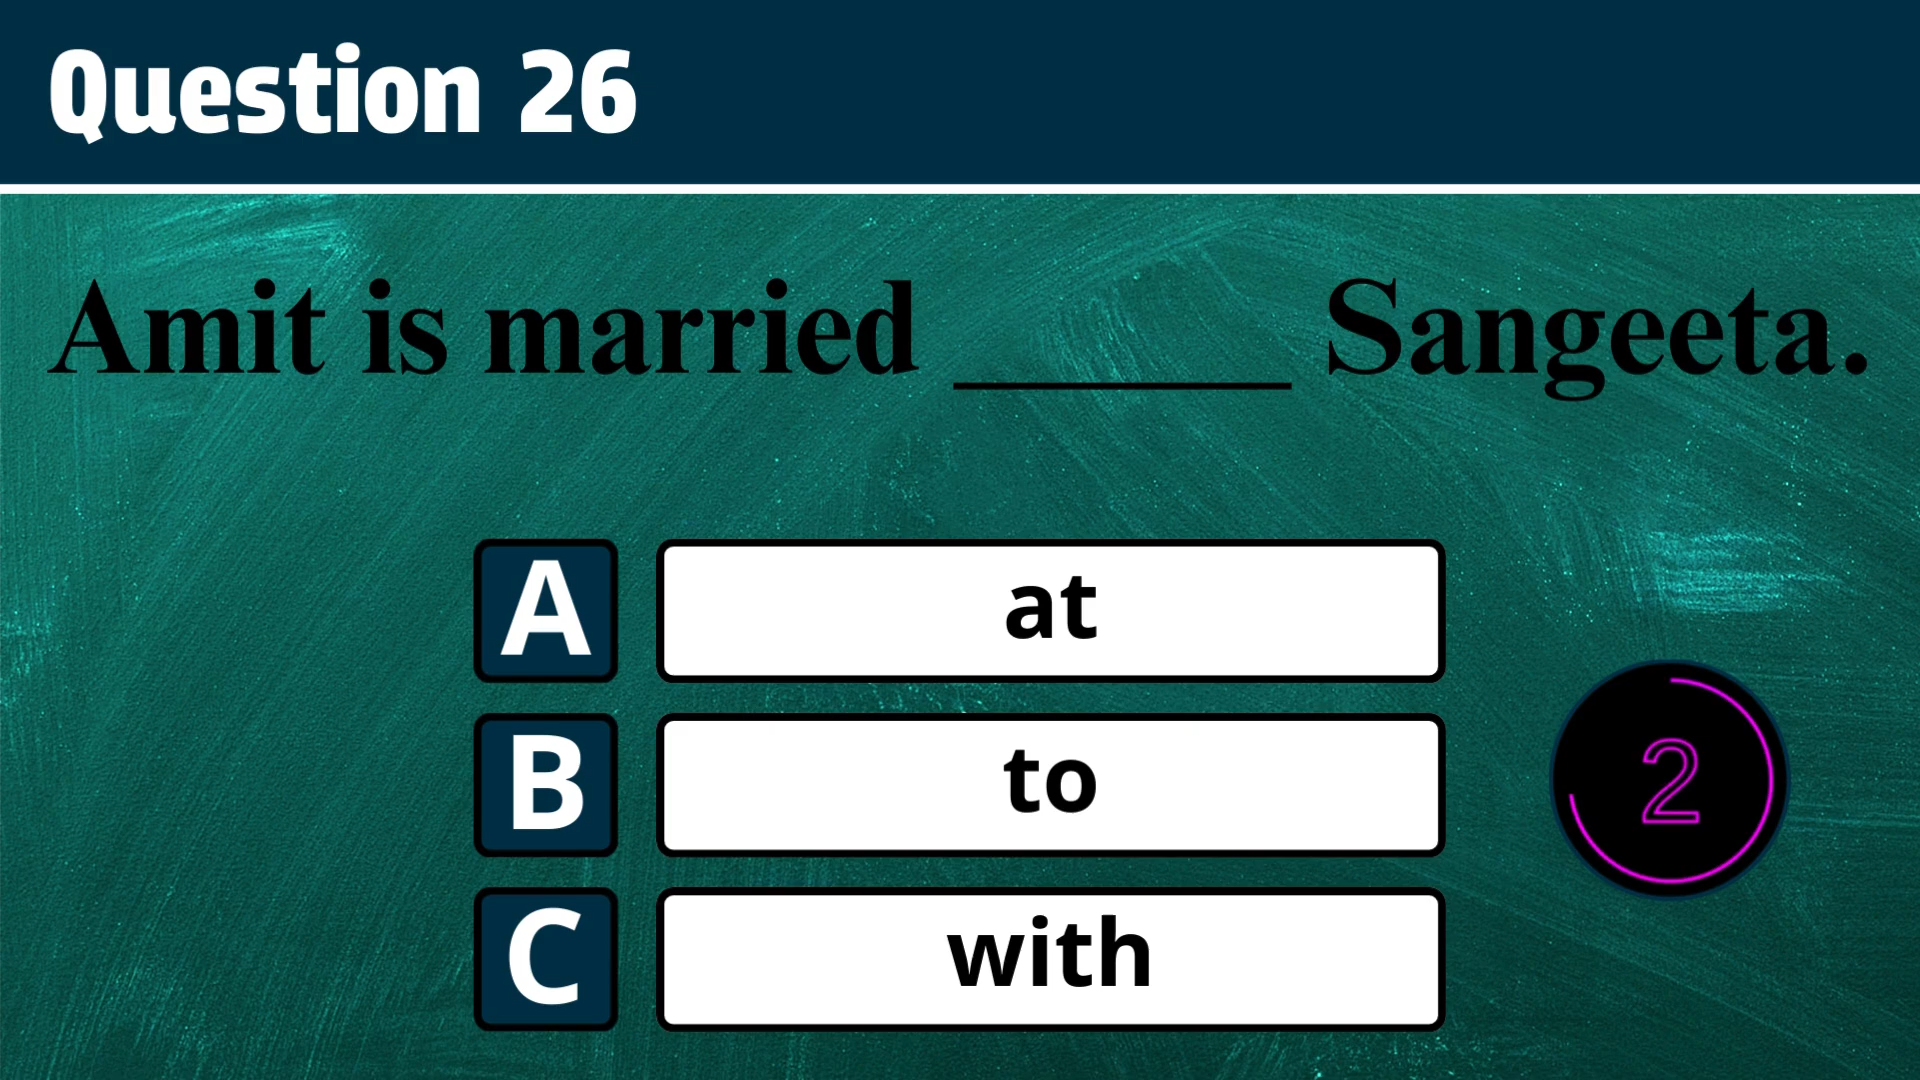 Question 26
Amit is married ______ Sangeeta.
A at
B to
C with
2